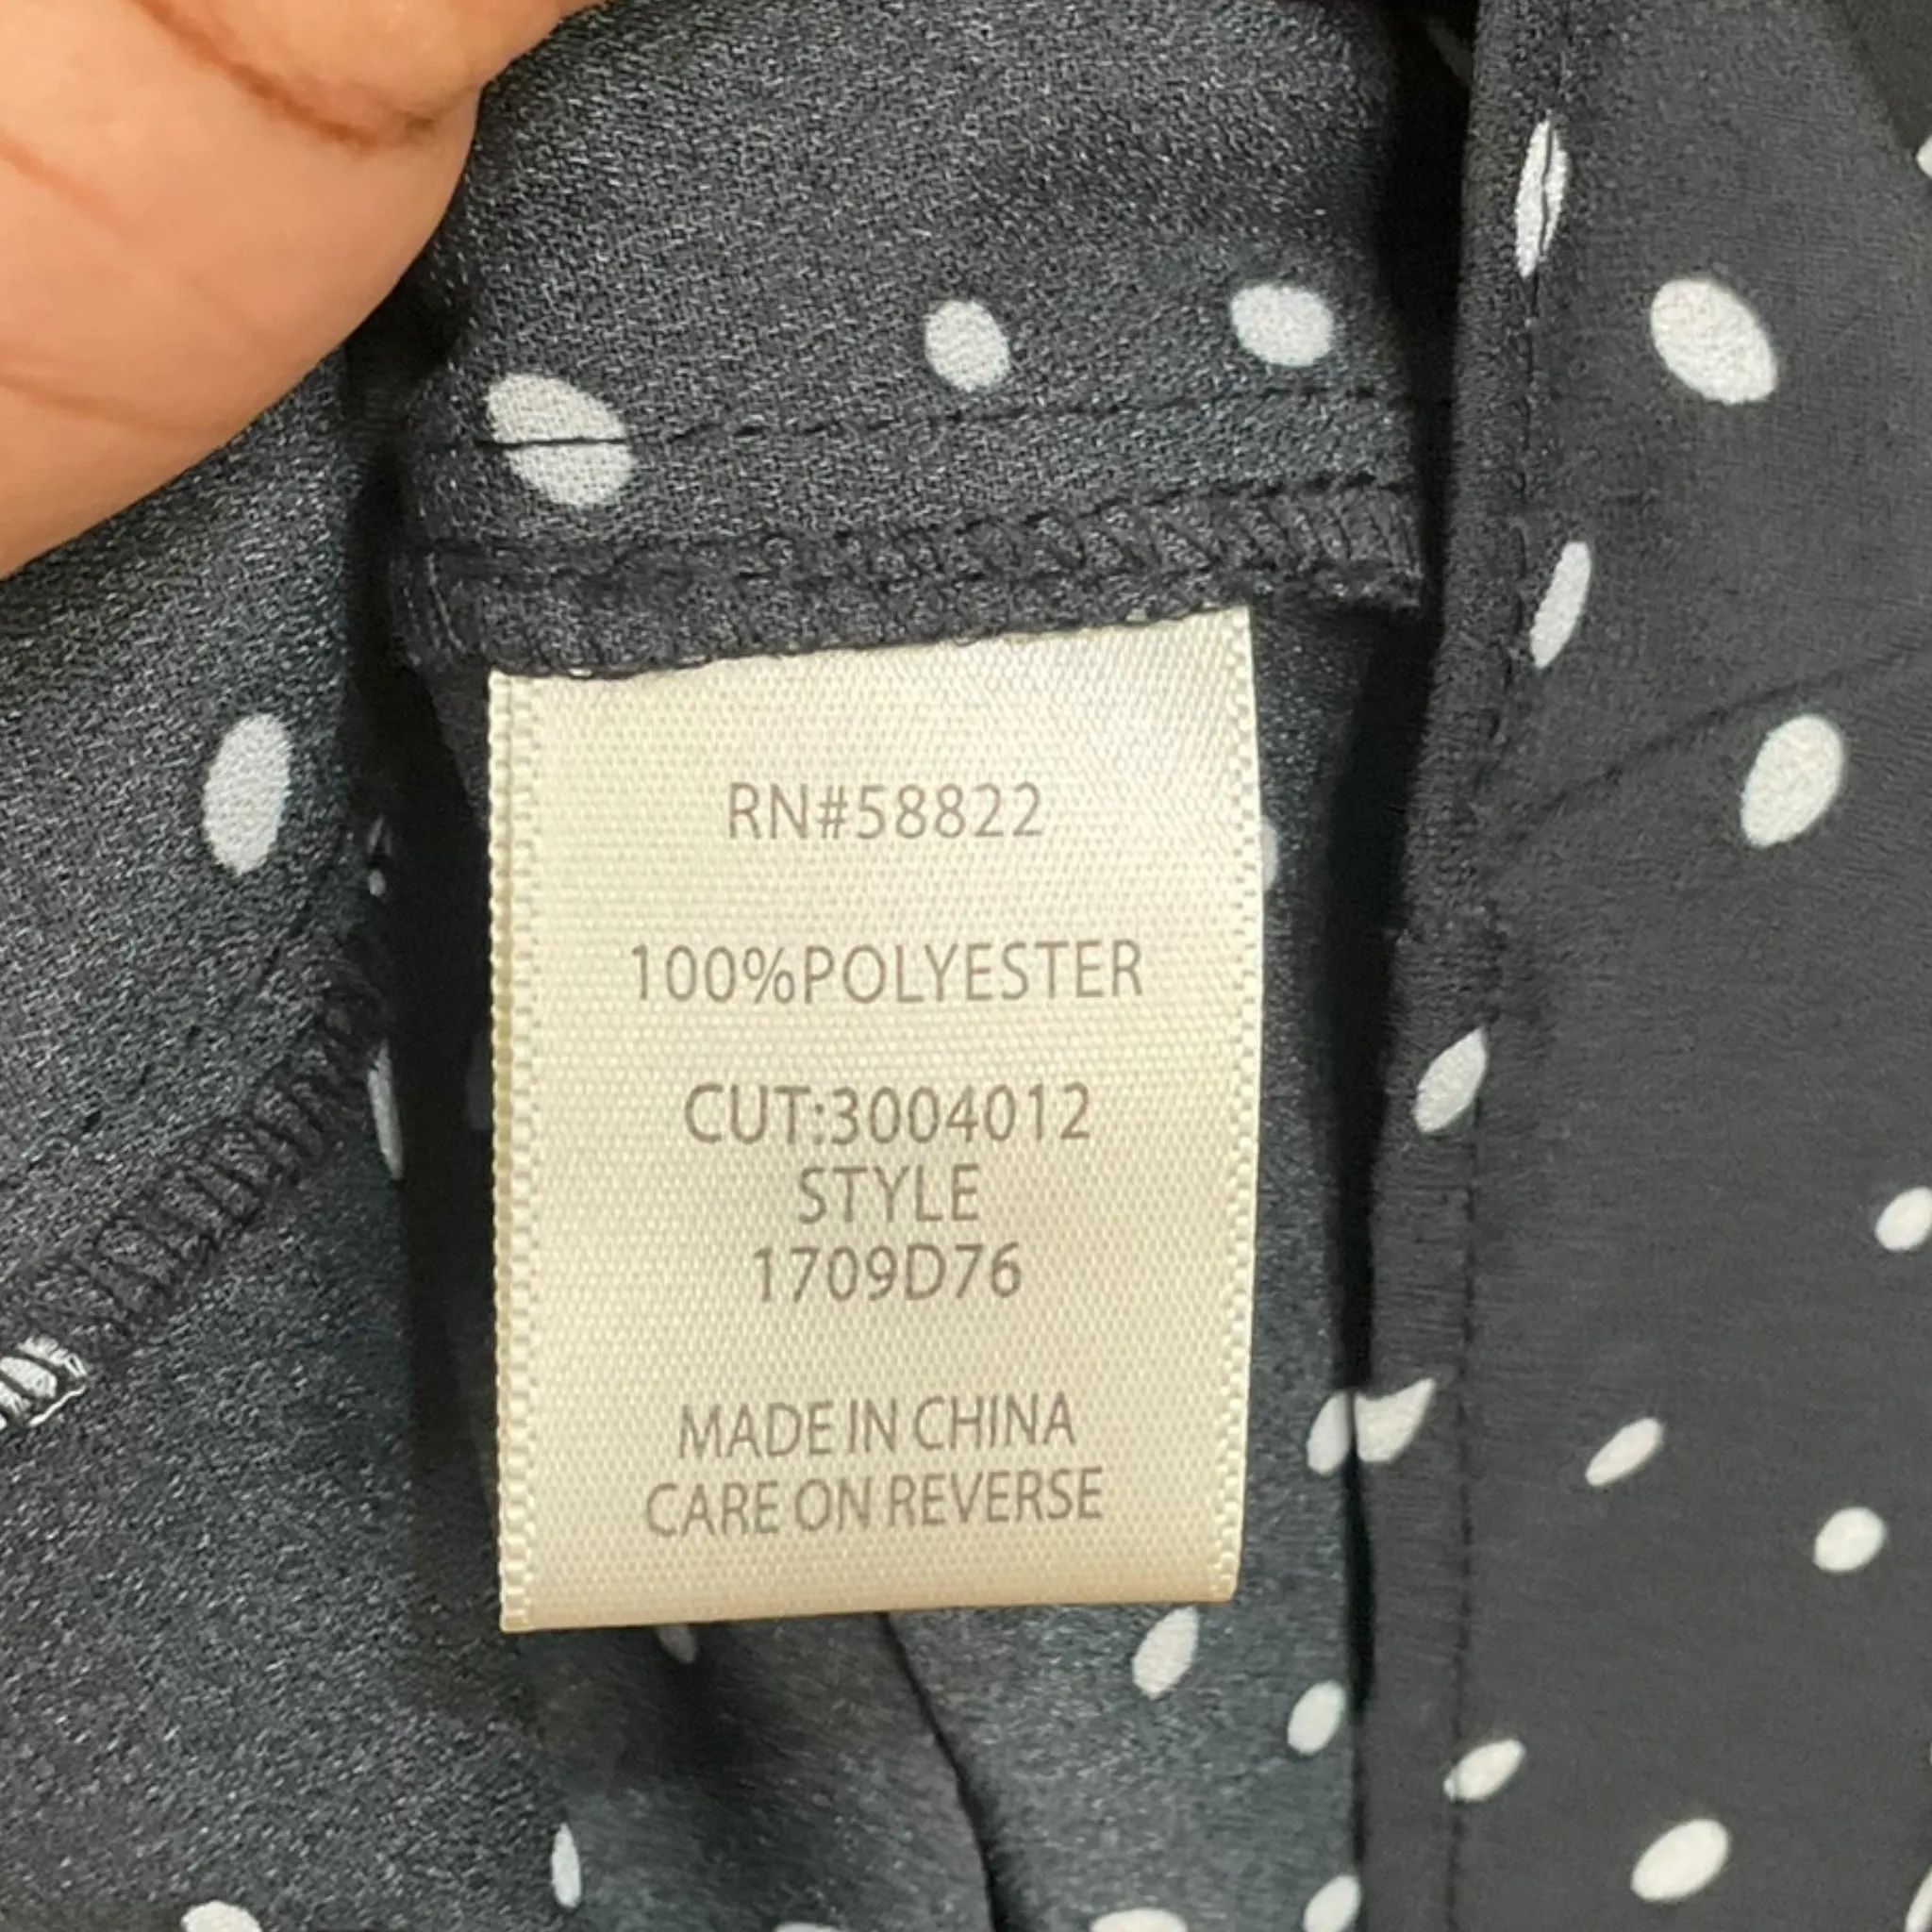 RN#58822
100%POLYESTER
CUT:3004012
STYLE
1709D76
MADE IN CHINA
CARE ON REVERSE